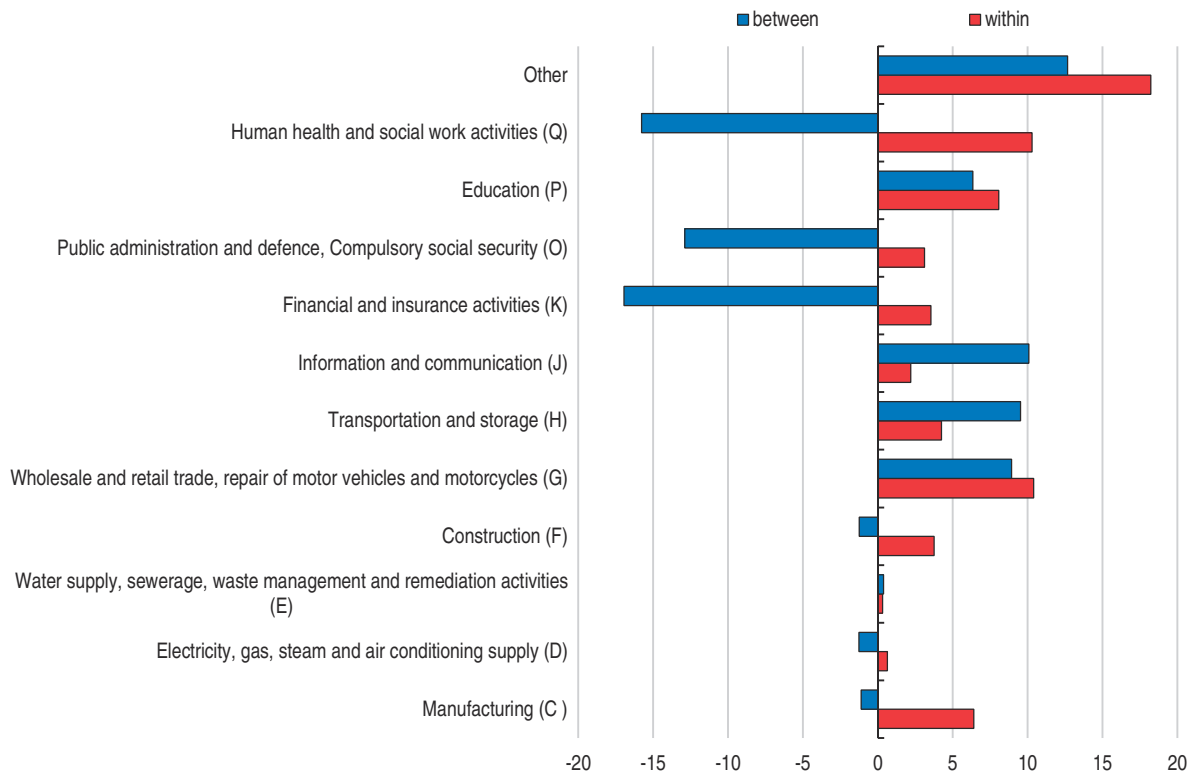 between
within
Other
Human health and social work activities (Q)
Education (P)
Public administration and defence, Compulsory social security (O)
Financial and insurance activities (K)
Information and communication (J)
Transportation and storage (H)
Wholesale and retail trade, repair of motor vehicles and motorcycles (G)
Construction (F)
Water supply, sewerage, waste management and remediation activities
(E)
Electricity, gas, steam and air conditioning supply (D)
Manufacturing (C )
-20 -15 -10 -5 0 5 10 15 20